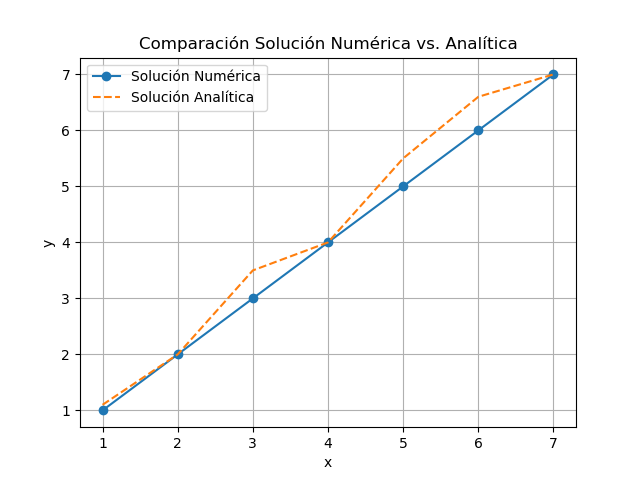 Comparación Solución Numérica vs. Analítica
Solución Numérica
Solución Analítica
y
7
6
5
4
3
2
1
1 2 3 4 5 6 7
x